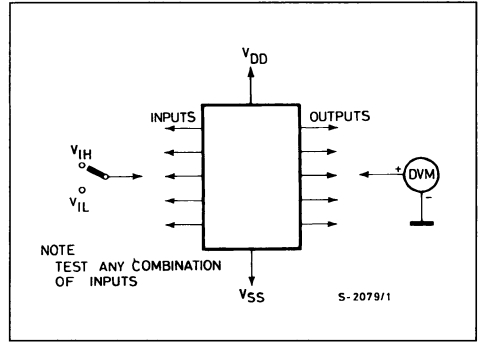 VDD
INPUTS
OUTPUTS
VIH
VIL
+
DVM
-
NOTE
TEST ANY COMBINATION
OF INPUTS
VSS
S-2079/1